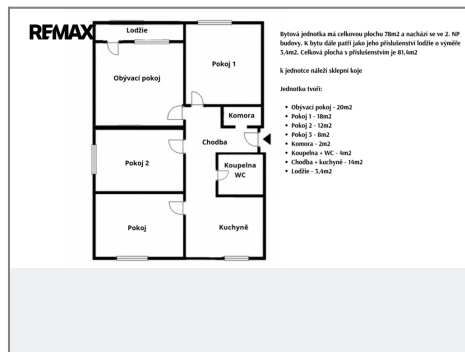 RE/MAX
Lodžie
Obývací pokoj
Pokoj 1
Komora
Chodba
Pokoj 2
Koupelna
WC
Pokoj
Kuchyně
Bytová jednotka má celkovou plochu 78m2 a nachází se ve 2. NP
budovy. K bytu dále patří jako jeho příslušenství lodžie o výměře
3,4m2. Celková plocha s příslušenstvím je 81,4m2
k jednotce náleží sklepní koje
Jednotku tvoří:
• Obývací pokoj - 20m2
• Pokoj 1 - 18m2
• Pokoj 2 - 12m2
• Pokoj 3 - 8m2
• Komora - 2m2
• Koupelna + WC - 4m2
• Chodba + kuchyně - 14m2
• Lodžie - 3,4m2